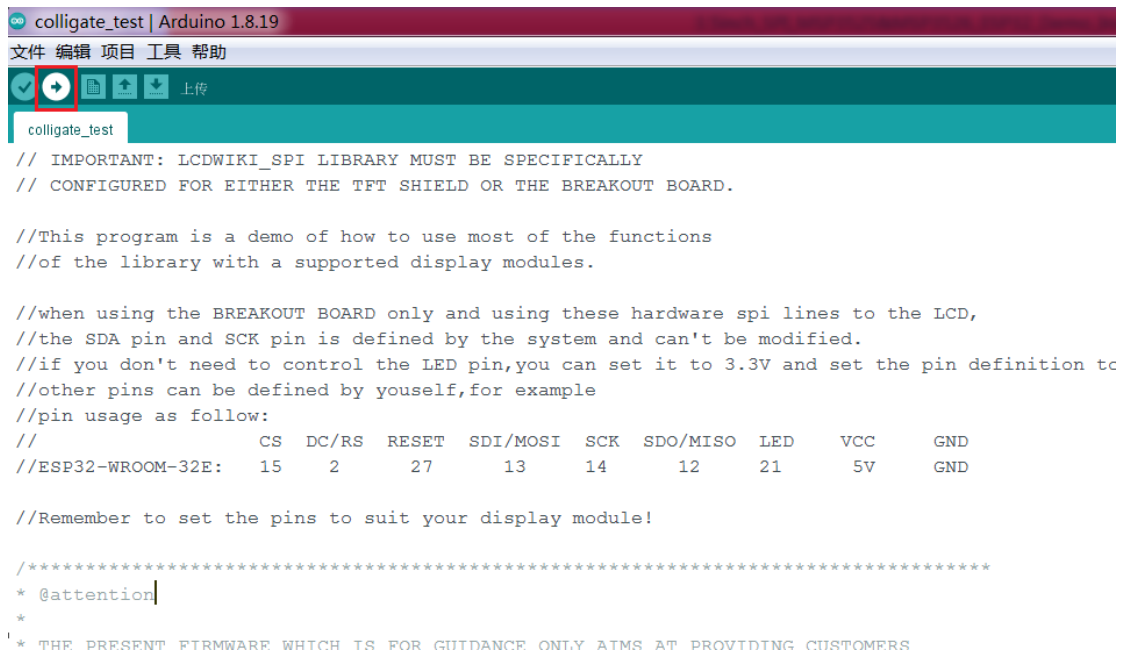 colligate_test | Arduino 1.8.19
文件 编辑 项目 工具 帮助
上传
colligate_test
// IMPORTANT: LCDWIKI_SPI LIBRARY MUST BE SPECIFICALLY
// CONFIGURED FOR EITHER THE TFT SHIELD OR THE BREAKOUT BOARD.
//This program is a demo of how to use most of the functions
//of the library with a supported display modules.
//when using the BREAKOUT BOARD only and using these hardware spi lines to the LCD,
//the SDA pin and SCK pin is defined by the system and can't be modified.
//if you don't need to control the LED pin,you can set it to 3.3V and set the pin definition to
//other pins can be defined by youself,for example
//pin usage as follow:
// CS DC/RS RESET SDI/MOSI SCK SDO/MISO LED VCC GND
//ESP32-WROOM-32E: 15 2 27 13 14 12 21 5V GND
//Remember to set the pins to suit your display module!
/***********************************************************************************
* @attention
*
* THE PRESENT FIRMWARE WHICH IS FOR GUIDANCE ONLY AIMS AT PROVIDING CUSTOMERS